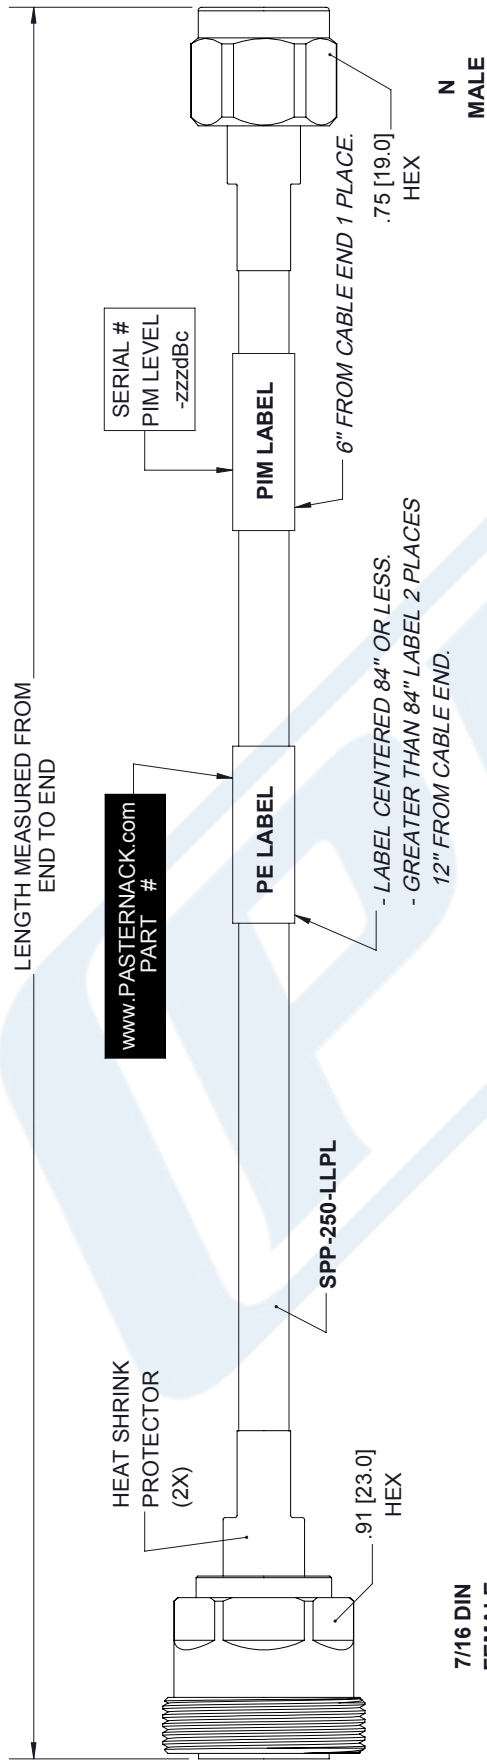 LENGTH MEASURED FROM
END TO END
HEAT SHRINK
PROTECTOR
(2X)
www.PASTERNACK.com
PART #
SERIAL #
PIM LEVEL
-zzzdBc
PE LABEL
PIM LABEL
.91 [23.0]
HEX
SPP-250-LLPL
- LABEL CENTERED 84" OR LESS.
- GREATER THAN 84" LABEL 2 PLACES
12" FROM CABLE END.
6" FROM CABLE END 1 PLACE.
.75 [19.0]
HEX
7/16 DIN
FEMALE
N
MALE